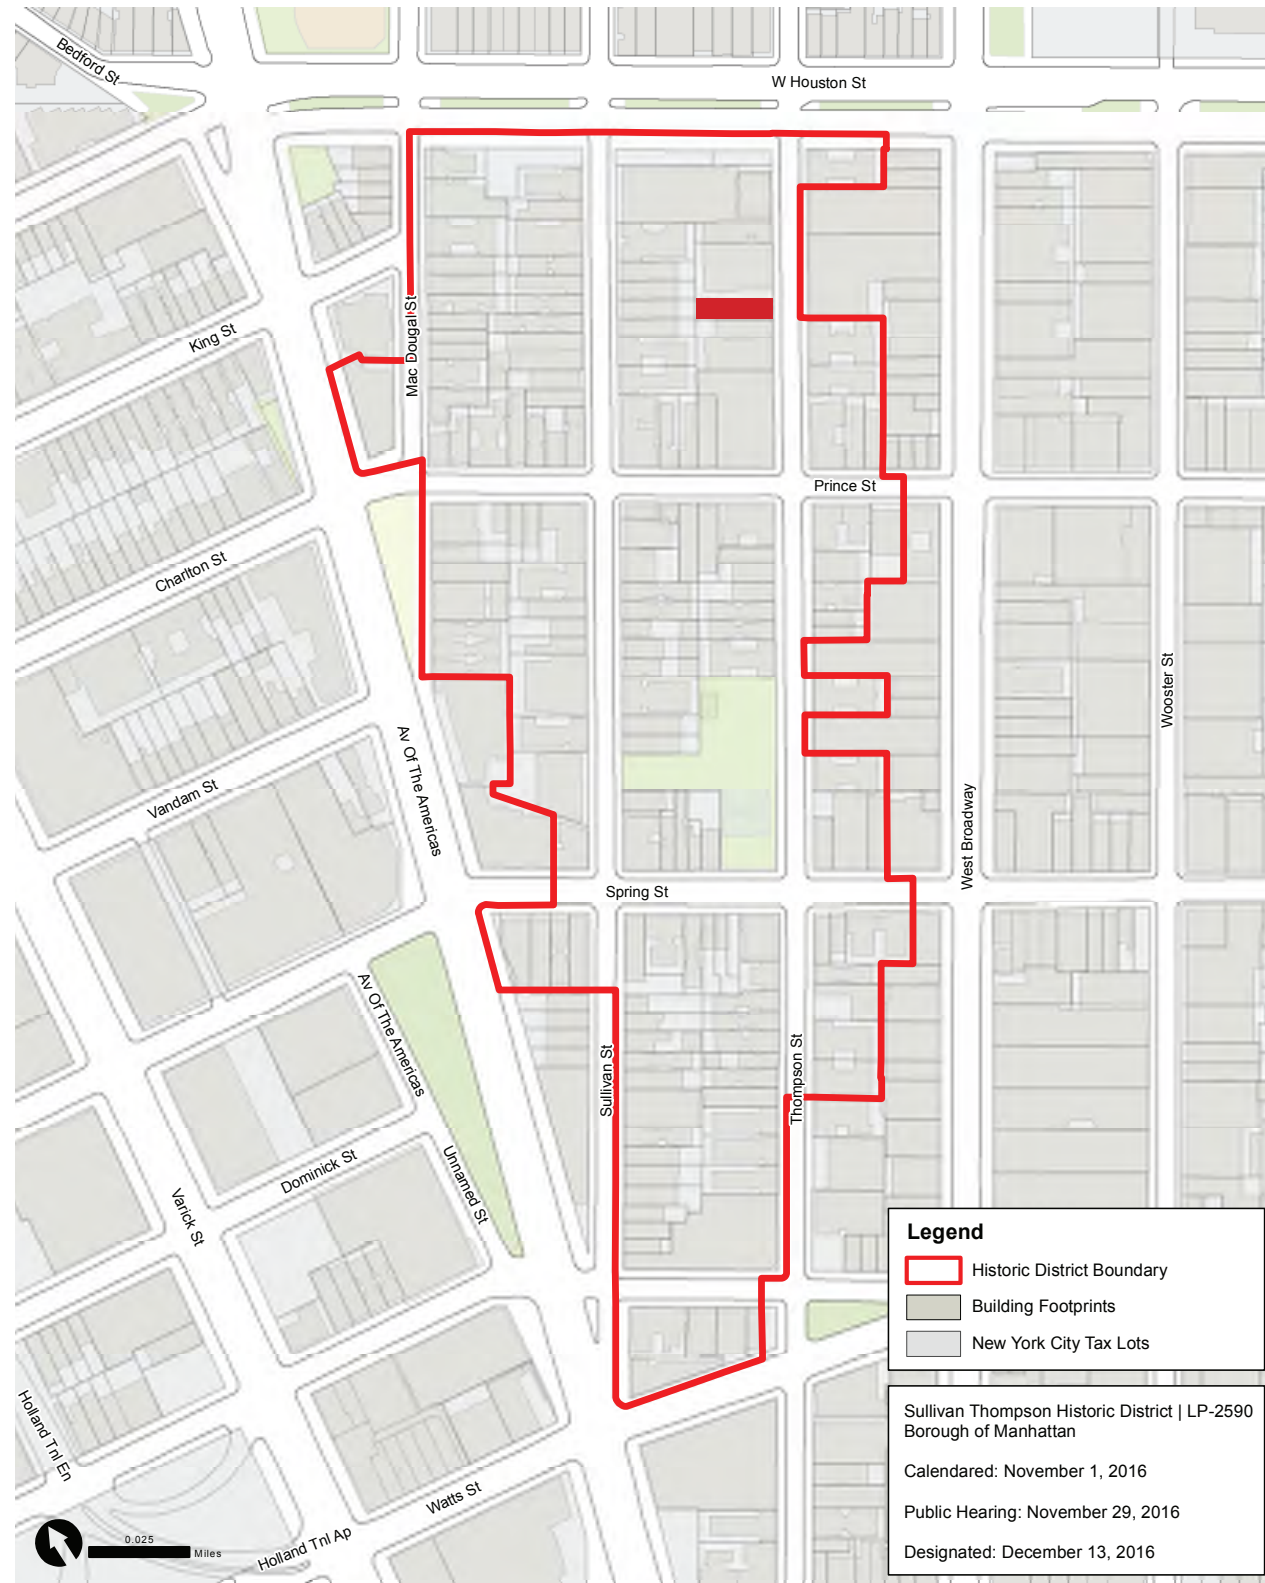 Bedford St
W Houston St
Mac Dougal St
King St
Prince St
Charlton St
Wooster St
Av Of The Americas
Vandam St
West Broadway
Spring St
Av Of The Americas
Sullivan St
Thompson St
Unnamed St
Dominick St
Varick St
Legend
Historic District Boundary
Building Footprints
New York City Tax Lots
Holland Tnl En
Watts St
Holland Tnl Ap
0.025
Miles
Sullivan Thompson Historic District | LP-2590
Borough of Manhattan
Calendared: November 1, 2016
Public Hearing: November 29, 2016
Designated: December 13, 2016